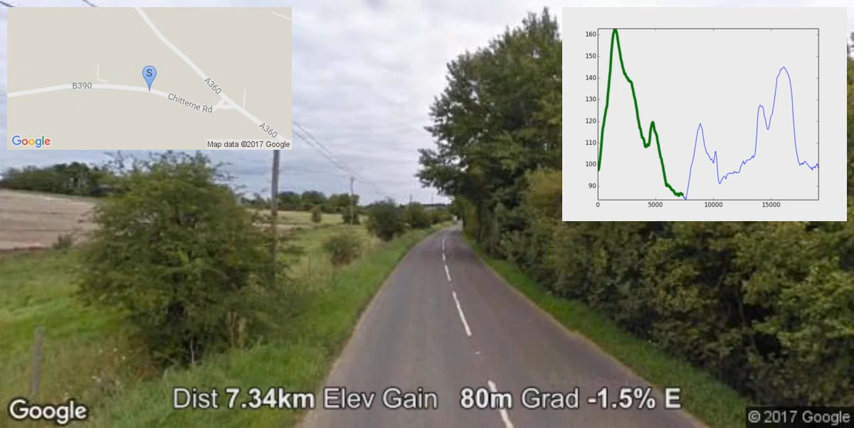 B390
S
A360
Chitterne Rd
A360
Google
Map data ©2017 Google
160
150
140
130
120
110
100
90
0
5000
10000
15000
Dist 7.34km Elev Gain 80m Grad -1.5% E
Google
© 2017 Google